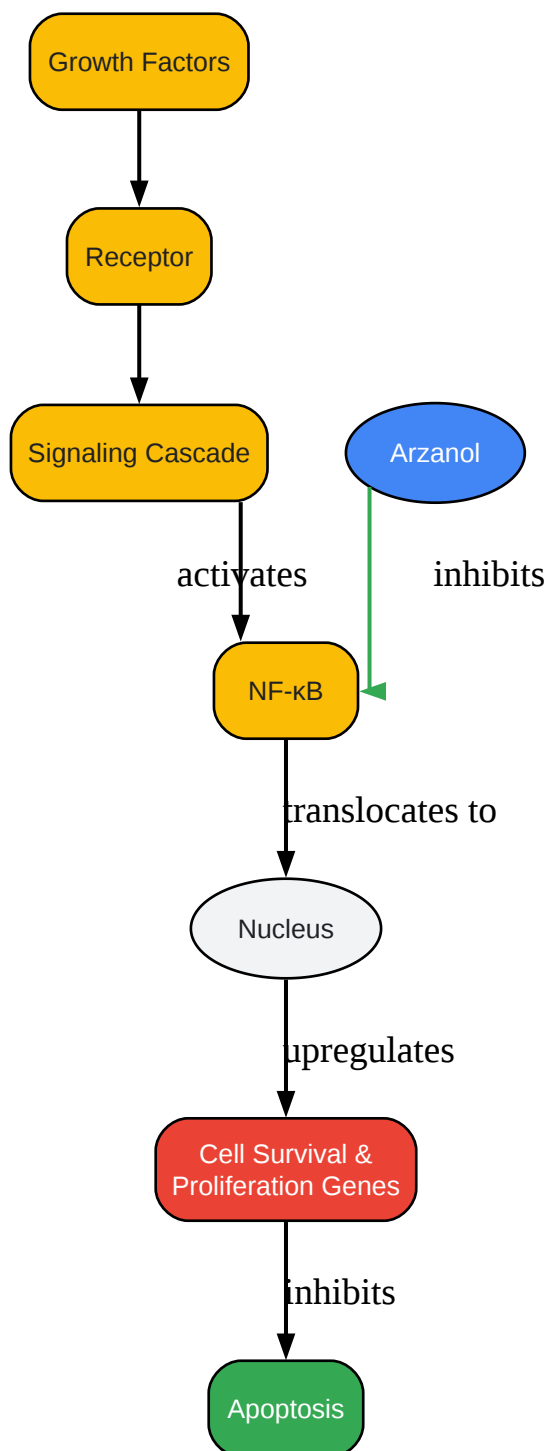 Growth Factors
Receptor
Signaling Cascade
Arzanol
activates
inhibits
NF-κB
translocates to
Nucleus
upregulates
Cell Survival &
Proliferation Genes
inhibits
Apoptosis